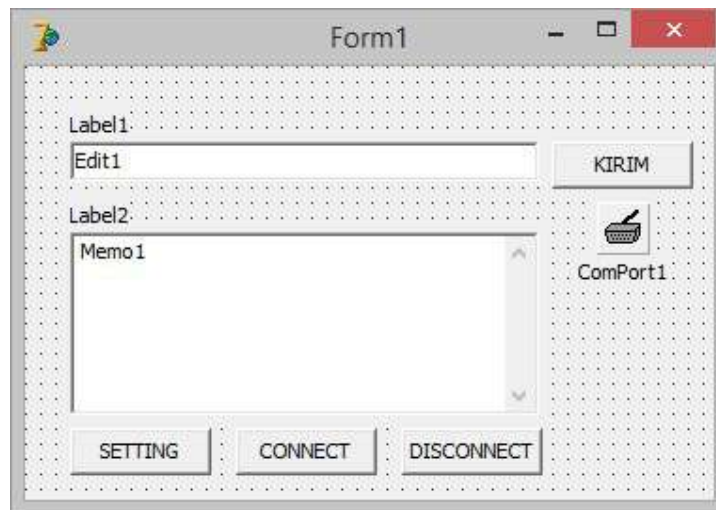 Form1
Label1
Edit1
KIRIM
Label2
Memo1
ComPort1
SETTING
CONNECT
DISCONNECT